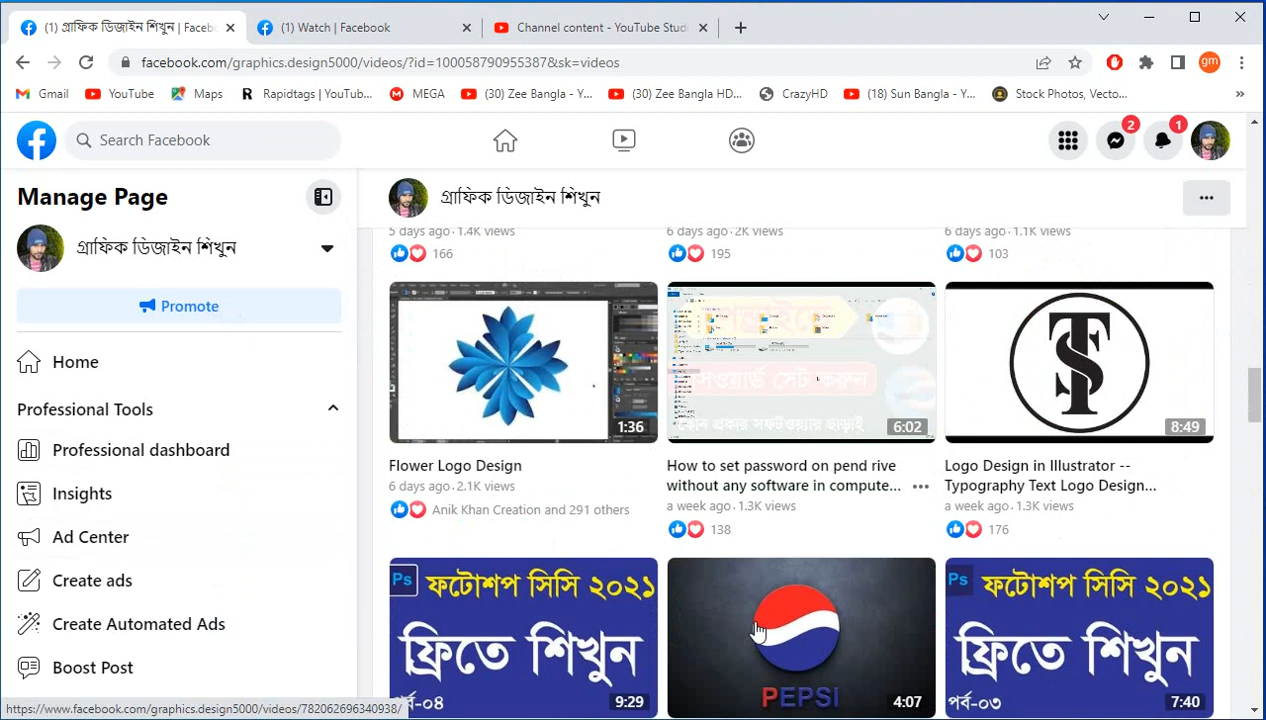 (1) গ্রাফিক ডিজাইন শিখুন | Faceb
(1) Watch | Facebook
Channel content - YouTube Studi
facebook.com/graphics.design5000/videos/?id=100058790955387&sk=videos
gm
Gmail
YouTube
Maps
Rapidtags | YouTub...
MEGA
(30) Zee Bangla - Y...
(30) Zee Bangla HD...
CrazyHD
(18) Sun Bangla - Y...
Stock Photos, Vecto...
»
Search Facebook
2
1
Manage Page
গ্রাফিক ডিজাইন শিখুন
Promote
Home
Professional Tools
Professional dashboard
Insights
Ad Center
Create ads
Create Automated Ads
Boost Post
গ্রাফিক ডিজাইন শিখুন
5 days ago · 1.4K views
166
6 days ago · 2K views
195
6 days ago · 1.1K views
103
1:36
6:02
8:49
Flower Logo Design
6 days ago · 2.1K views
Anik Khan Creation and 291 others
How to set password on pend rive
without any software in compute...
a week ago · 1.3K views
138
Logo Design in Illustrator --
Typography Text Logo Design...
a week ago · 1.3K views
176
Ps ফটোশপ সিসি ২০২১
ফ্রিতে শিখুন
পর্ব-০৪
9:29
PEPSI
4:07
Ps ফটোশপ সিসি ২০২১
ফ্রিতে শিখুন
পর্ব-০৩
7:40
https://www.facebook.com/graphics.design5000/videos/782062696340938/